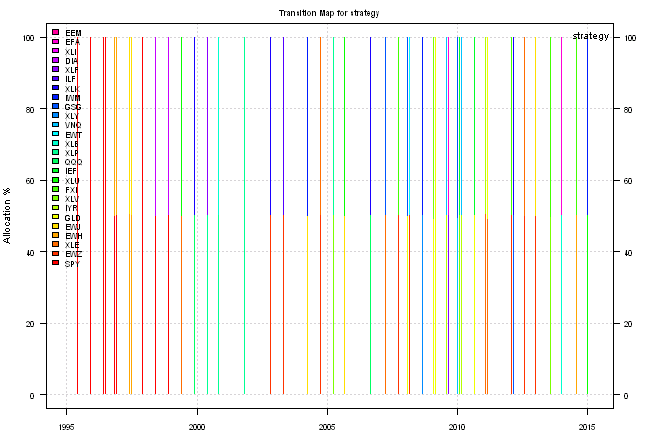 Transition Map for strategy
strategy
Allocation %
100
80
60
40
20
0
100
80
60
40
20
0
EEM
EFA
XLI
DIA
XLF
ILF
XLK
IWM
GSG
XLY
VNQ
EWT
XLB
XLP
QQQ
IEF
XLU
FXI
XLV
IYR
GLD
EWJ
EWH
XLE
EWZ
SPY
1995
2000
2005
2010
2015